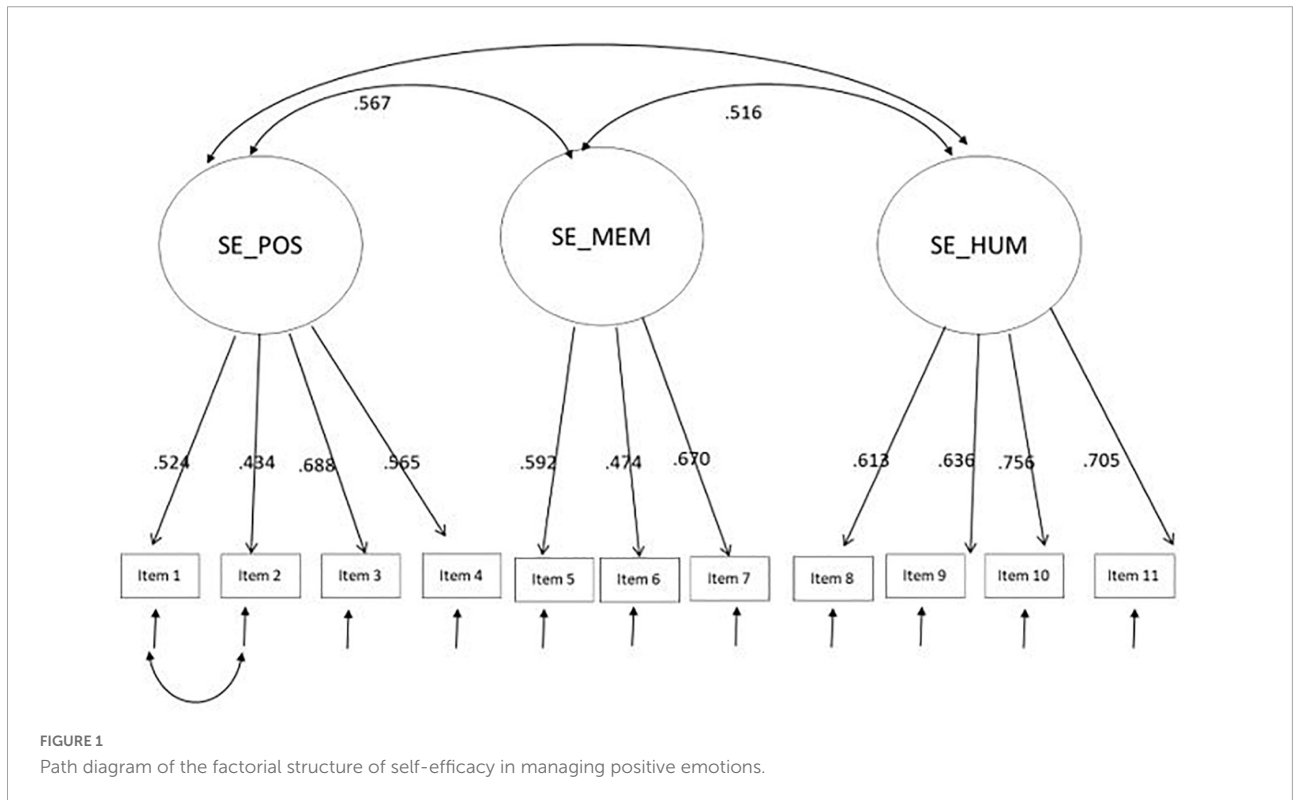 .567
.516
SE_POS
SE_MEM
SE_HUM
.524
.434
.688
.565
.592
.474
.670
.613
.636
.756
.705
Item 1
Item 2
Item 3
Item 4
Item 5
Item 6
Item 7
Item 8
Item 9
Item 10
Item 11
FIGURE 1
Path diagram of the factorial structure of self-efficacy in managing positive emotions.